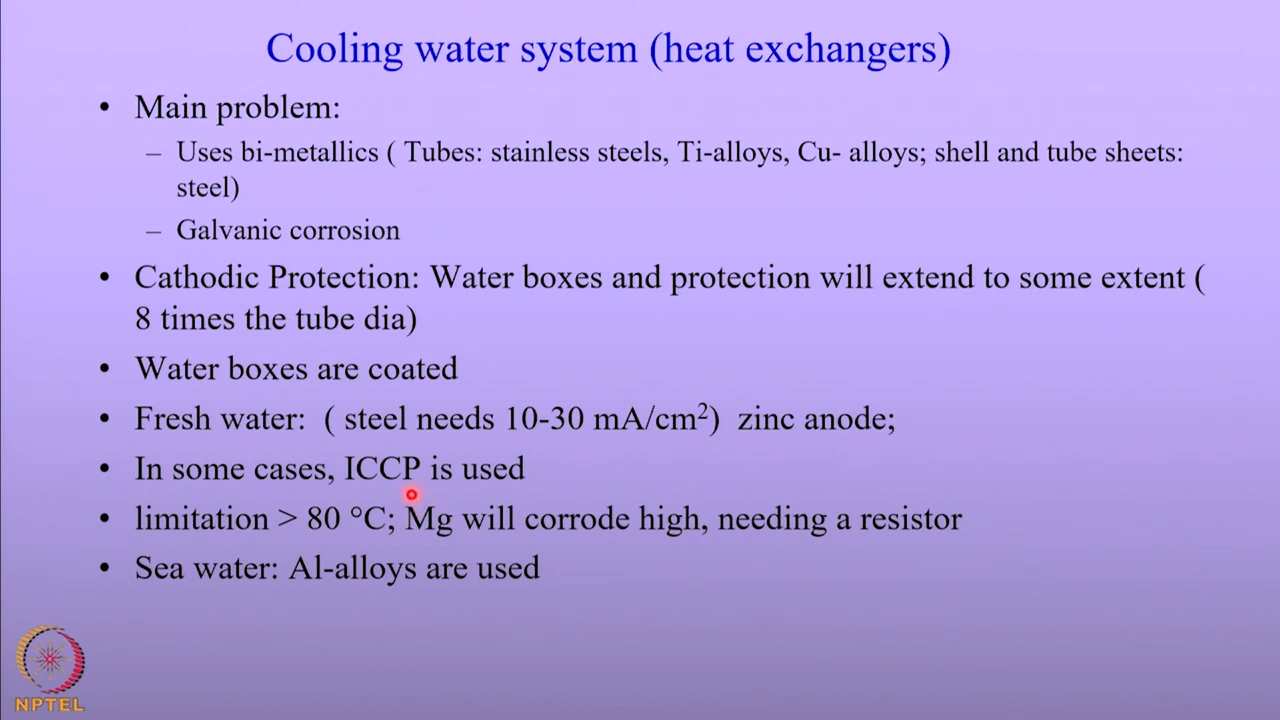 Cooling water system (heat exchangers)
• Main problem:
– Uses bi-metallics ( Tubes: stainless steels, Ti-alloys, Cu- alloys; shell and tube sheets:
steel)
– Galvanic corrosion
• Cathodic Protection: Water boxes and protection will extend to some extent (
8 times the tube dia)
• Water boxes are coated
• Fresh water: ( steel needs 10-30 mA/cm²) zinc anode;
• In some cases, ICCP is used
• limitation > 80 °C; Mg will corrode high, needing a resistor
• Sea water: Al-alloys are used
NPTEL